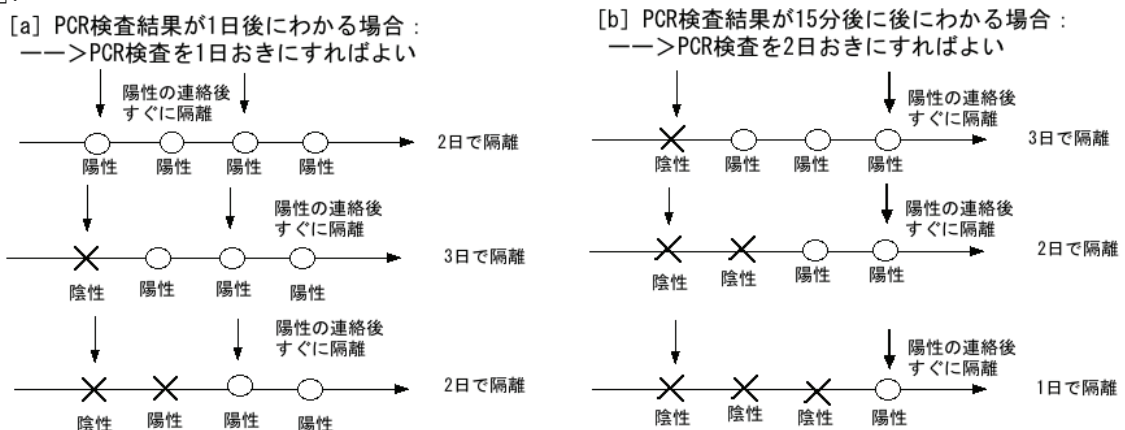 [a] PCR検査結果が1日後にわかる場合:
——>PCR検査を1日おきにすればよい
陽性の連絡後
すぐに隔離
2日で隔離
陽性 陽性 陽性 陽性
陽性の連絡後
すぐに隔離
3日で隔離
陰性 陽性 陽性 陽性
陽性の連絡後
すぐに隔離
2日で隔離
陰性 陽性 陽性 陽性
[b] PCR検査結果が15分後に後にわかる場合:
——>PCR検査を2日おきにすればよい
陽性の連絡後
すぐに隔離
3日で隔離
陰性 陽性 陽性 陽性
陽性の連絡後
すぐに隔離
2日で隔離
陰性 陰性 陽性 陽性
陽性の連絡後
すぐに隔離
1日で隔離
陰性 陰性 陰性 陽性